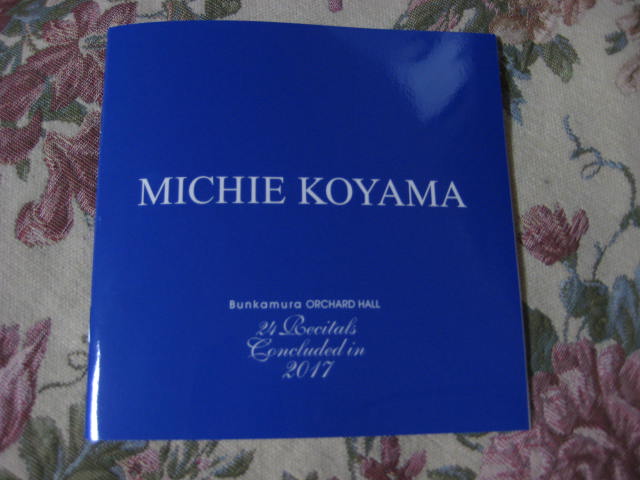 MICHIE KOYAMA
Bunkamura ORCHARD HALL
24 Recitals
Concluded in
2017